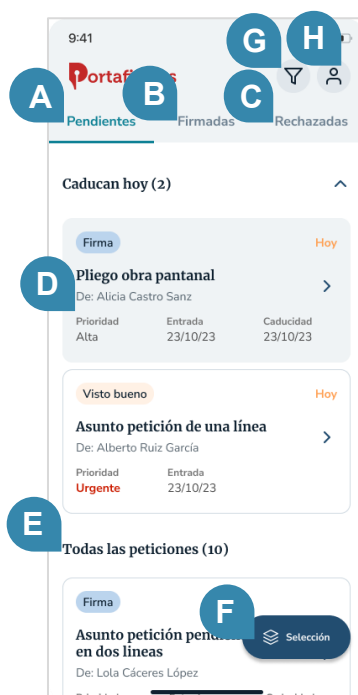 9:41
G
H
Portafirmas
A
B
C
Pendientes Firmadas Rechazadas
Caducan hoy (2)
Firma Hoy
D
Pliego obra pantanal
De: Alicia Castro Sanz
Prioridad Entrada Caducidad
Alta 23/10/23 23/10/23
Visto bueno Hoy
Asunto petición de una línea
De: Alberto Ruiz García
Prioridad Entrada
Urgente 23/10/23
E
Todas las peticiones (10)
Firma
F
Selección
Asunto petición
en dos lineas
De: Lola Cáceres López